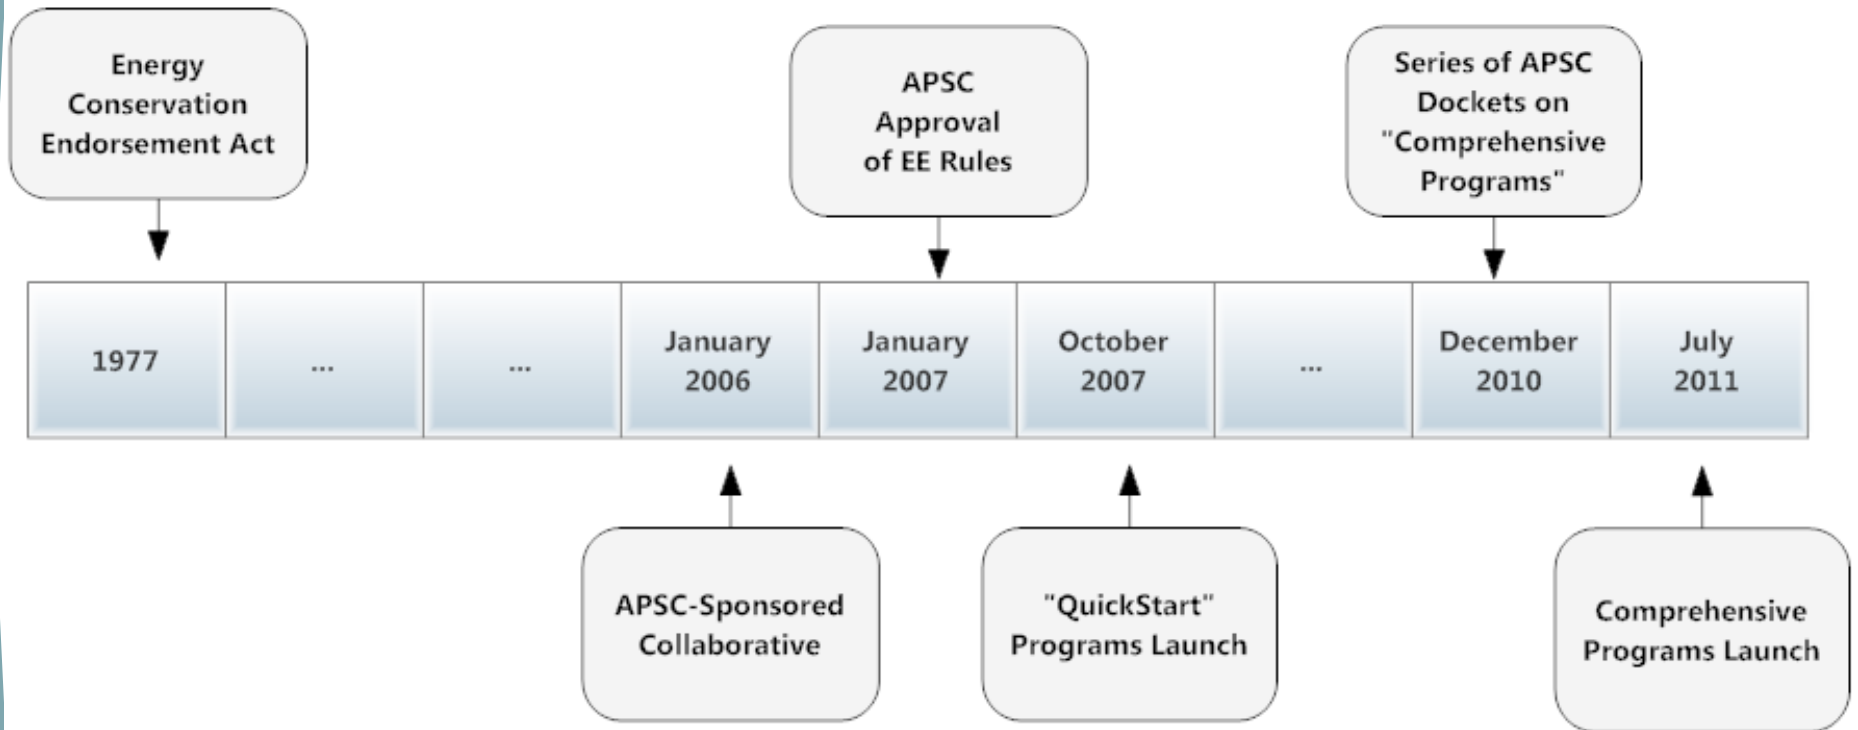 Energy
Conservation
Endorsement Act
APSC
Approval
of EE Rules
Series of APSC
Dockets on
"Comprehensive
Programs"
1977
...
...
January
2006
January
2007
October
2007
...
December
2010
July
2011
APSC-Sponsored
Collaborative
"QuickStart"
Programs Launch
Comprehensive
Programs Launch